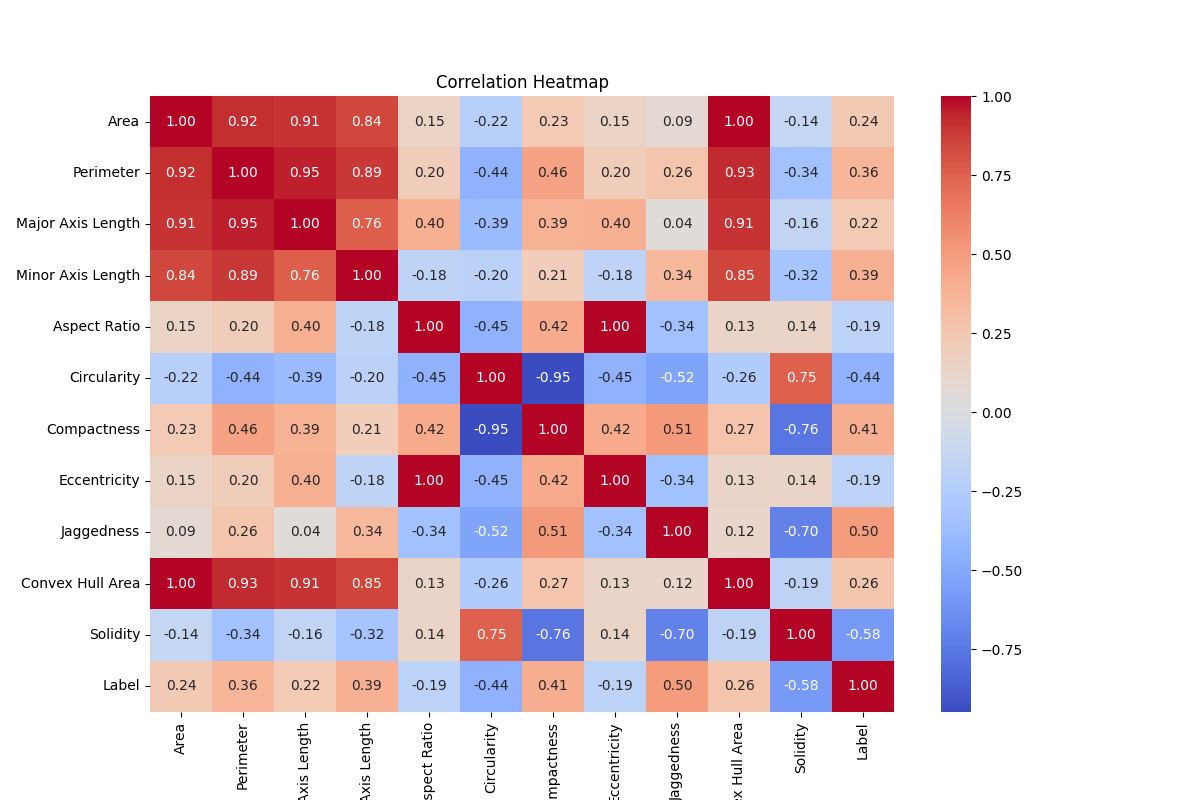 Correlation Heatmap
Area 1.00 0.92 0.91 0.84 0.15 -0.22 0.23 0.15 0.09 1.00 -0.14 0.24
Perimeter 0.92 1.00 0.95 0.89 0.20 -0.44 0.46 0.20 0.26 0.93 -0.34 0.36
Major Axis Length 0.91 0.95 1.00 0.76 0.40 -0.39 0.39 0.40 0.04 0.91 -0.16 0.22
Minor Axis Length 0.84 0.89 0.76 1.00 -0.18 -0.20 0.21 -0.18 0.34 0.85 -0.32 0.39
Aspect Ratio 0.15 0.20 0.40 -0.18 1.00 -0.45 0.42 1.00 -0.34 0.13 0.14 -0.19
Circularity -0.22 -0.44 -0.39 -0.20 -0.45 1.00 -0.95 -0.45 -0.52 -0.26 0.75 -0.44
Compactness 0.23 0.46 0.39 0.21 0.42 -0.95 1.00 0.42 0.51 0.27 -0.76 0.41
Eccentricity 0.15 0.20 0.40 -0.18 1.00 -0.45 0.42 1.00 -0.34 0.13 0.14 -0.19
Jaggedness 0.09 0.26 0.04 0.34 -0.34 -0.52 0.51 -0.34 1.00 0.12 -0.70 0.50
Convex Hull Area 1.00 0.93 0.91 0.85 0.13 -0.26 0.27 0.13 0.12 1.00 -0.19 0.26
Solidity -0.14 -0.34 -0.16 -0.32 0.14 0.75 -0.76 0.14 -0.70 -0.19 1.00 -0.58
Label 0.24 0.36 0.22 0.39 -0.19 -0.44 0.41 -0.19 0.50 0.26 -0.58 1.00
Area
Perimeter
Axis Length
Axis Length
spect Ratio
Circularity
mpactness
Eccentricity
Jaggedness
ex Hull Area
Solidity
Label
1.00
0.75
0.50
0.25
0.00
−0.25
−0.50
−0.75